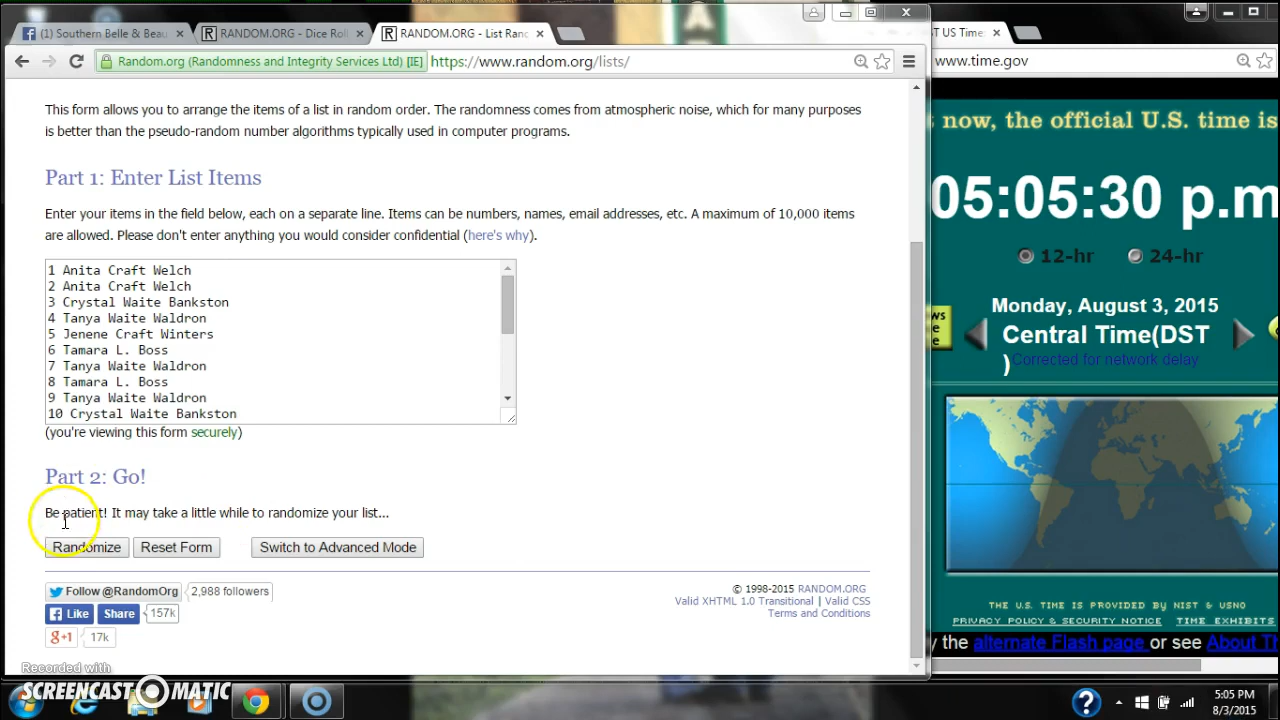 (1) Southern Belle & Beau
RANDOM.ORG - Dice Roll
RANDOM.ORG - List Ran
Random.org (Randomness and Integrity Services Ltd) [IE]
https://www.random.org/lists/
This form allows you to arrange the items of a list in random order. The randomness comes from atmospheric noise, which for many purposes
is better than the pseudo-random number algorithms typically used in computer programs.
Part 1: Enter List Items
Enter your items in the field below, each on a separate line. Items can be numbers, names, email addresses, etc. A maximum of 10,000 items
are allowed. Please don't enter anything you would consider confidential (here's why).
1 Anita Craft Welch
2 Anita Craft Welch
3 Crystal Waite Bankston
4 Tanya Waite Waldron
5 Jenene Craft Winters
6 Tamara L. Boss
7 Tanya Waite Waldron
8 Tamara L. Boss
9 Tanya Waite Waldron
10 Crystal Waite Bankston
(you're viewing this form securely)
Part 2: Go!
Be patient! It may take a little while to randomize your list...
Randomize
Reset Form
Switch to Advanced Mode
Follow @RandomOrg
2,988 followers
Like
Share
157k
g+1
17k
© 1998-2015 RANDOM.ORG
Valid XHTML 1.0 Transitional | Valid CSS
Terms and Conditions
ST US Time:
www.time.gov
t now, the official U.S. time is
05:05:30 p.m
12-hr
24-hr
Monday, August 3, 2015
Central Time(DST
)
Corrected for network delay
THE U.S. TIME IS PROVIDED BY NIST & USNO
PRIVACY POLICY & SECURITY NOTICE
TIME EXHIBITS
y the alternate Flash page or see About Th
Recorded with
SCREENCAST O MATIC
5:05 PM
8/3/2015